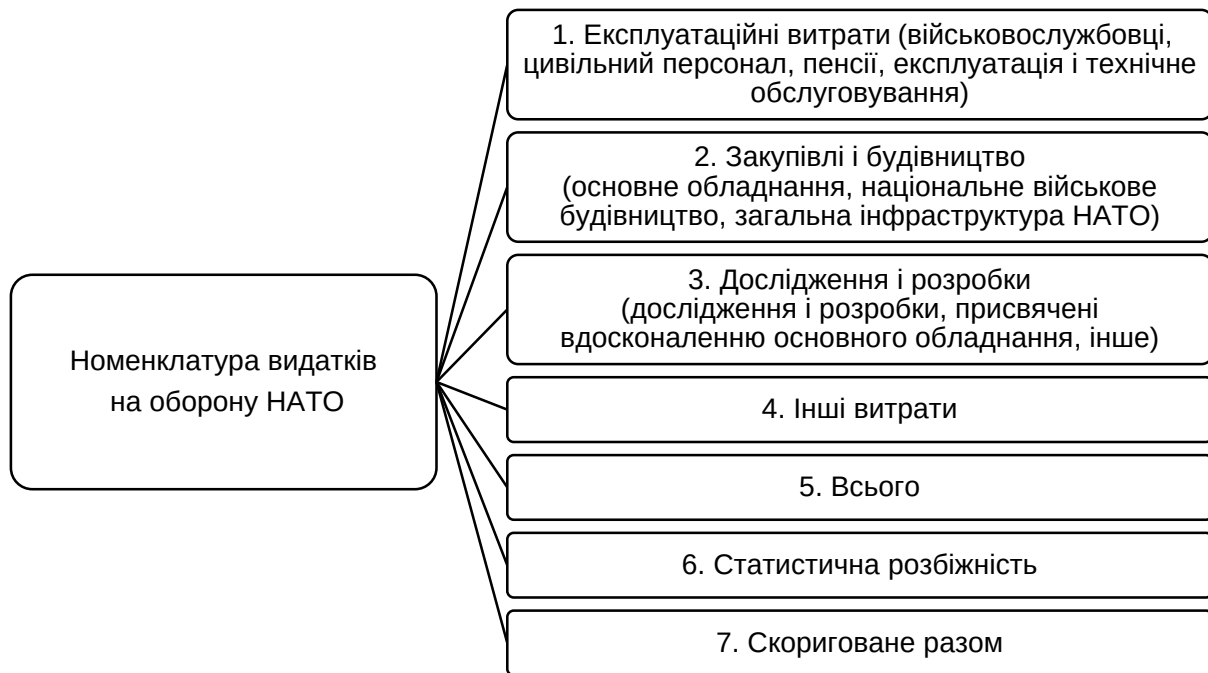 Номенклатура видатків
на оборону НАТО
1. Експлуатаційні витрати (військовослужбовці,
цивільний персонал, пенсії, експлуатація і технічне
обслуговування)
2. Закупівлі і будівництво
(основне обладнання, національне військове
будівництво, загальна інфраструктура НАТО)
3. Дослідження і розробки
(дослідження і розробки, присвячені
вдосконаленню основного обладнання, інше)
4. Інші витрати
5. Всього
6. Статистична розбіжність
7. Скориговане разом